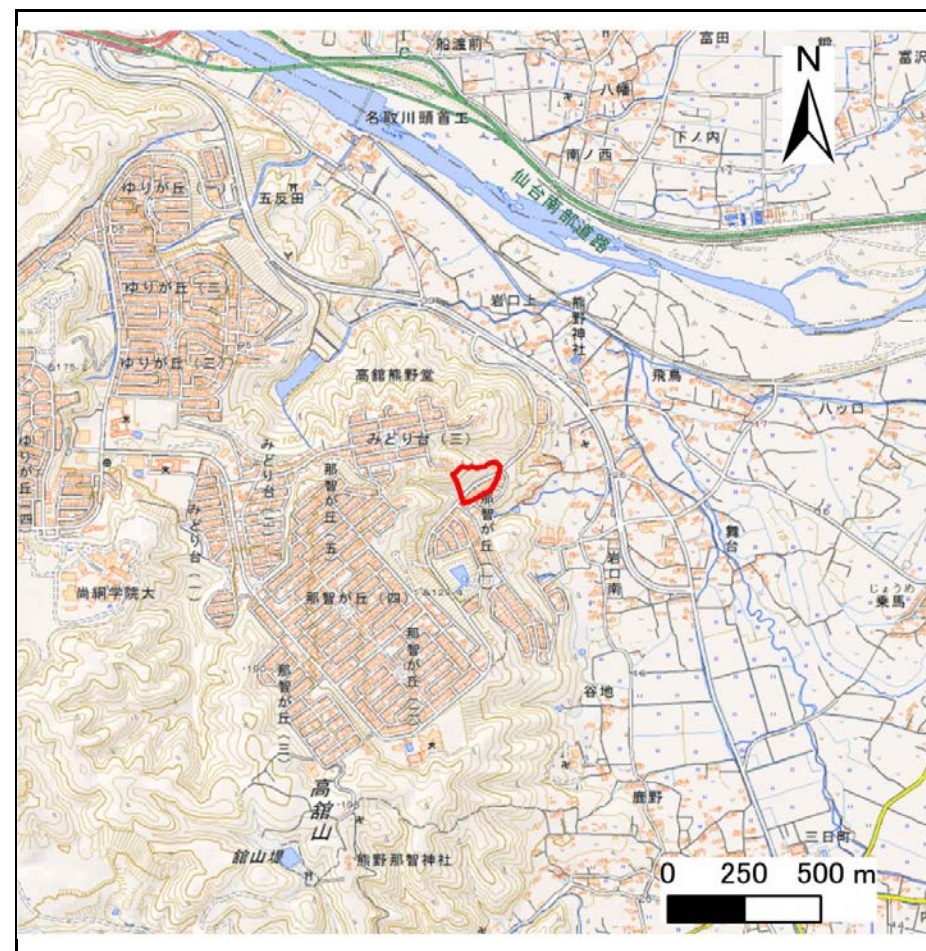 船渡前
富田
N
富沢
八幡
名取川頭首工
下ノ内
南ノ西
ゆりが丘（一）
五反田
仙台南部道路
ゆりが丘（二）
岩口上
熊野神社
ゆりが丘（三）
飛鳥
高舘熊野堂
八ッ口
みどり台（三）
みどり台（二）
ゆりが丘（四）
那智が丘（五）
那智が丘（一）
みどり台（一）
舞台
岩口南
尚絅学院大
じょうめ
乗馬
那智が丘（四）
那智が丘（二）
那智が丘（三）
谷地
高舘山
鹿野
三日町
舘山堤
熊野那智神社
0 250 500 m